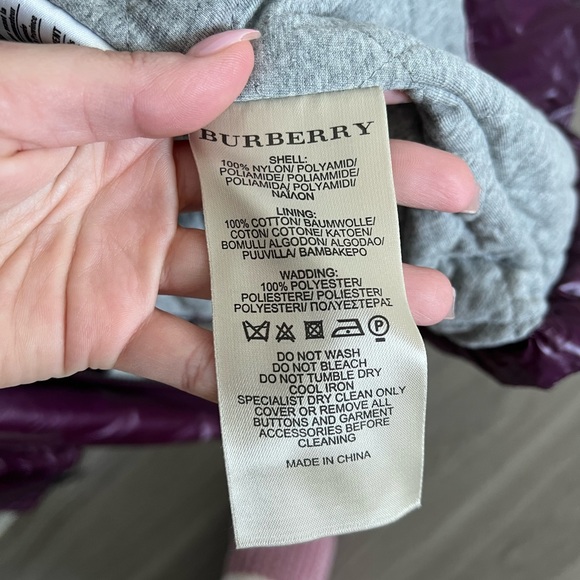 BURBERRY
SHELL:
100% NYLON/ POLYAMID/
POLIAMIDE/ POLIAMMIDE/
POLIAMIDA/ POLYAMIDI/
ΝΑΪΛΟΝ
LINING:
100% COTTON/ BAUMWOLLE/
COTON/ COTONE/ KATOEN/
BOMULL/ ALGODON/ ALGODAO/
PUUVILLA/ ΒΑΜΒΑΚΕΡΟ
WADDING:
100% POLYESTER/
POLIESTERE/ POLIESTER/
POLYESTERI/ ΠΟΛΥΕΣΤΕΡΑΣ
P
DO NOT WASH
DO NOT BLEACH
DO NOT TUMBLE DRY
COOL IRON
SPECIALIST DRY CLEAN ONLY
COVER OR REMOVE ALL
BUTTONS AND GARMENT
ACCESSORIES BEFORE
CLEANING
MADE IN CHINA